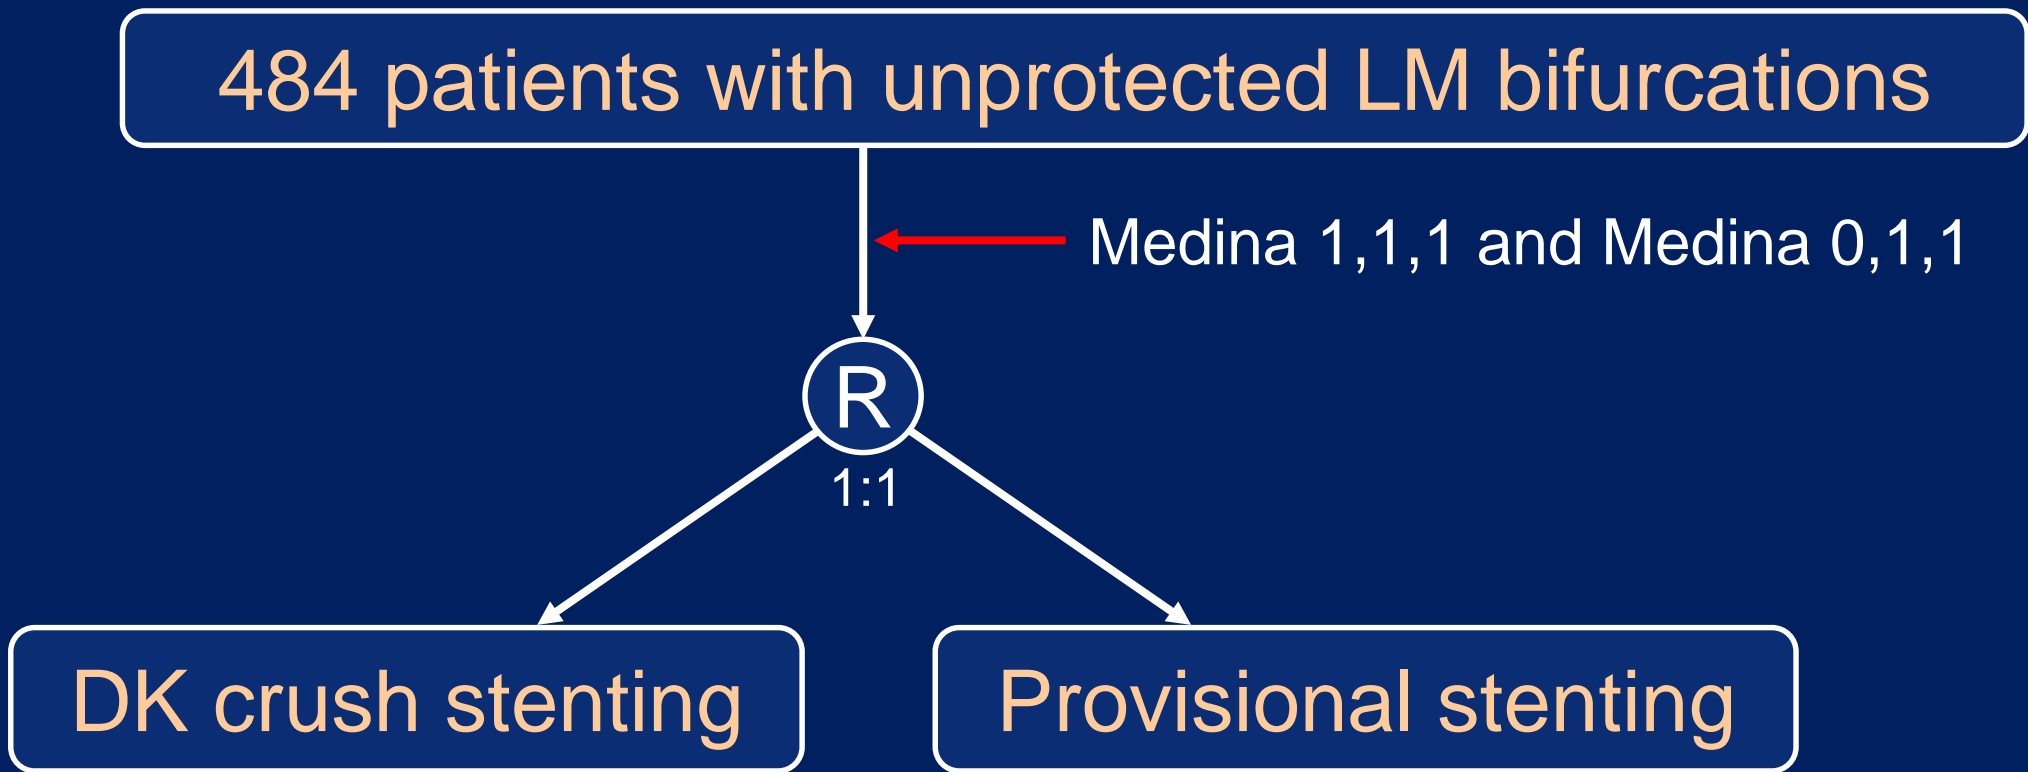 484 patients with unprotected LM bifurcations
Medina 1,1,1 and Medina 0,1,1
R
1:1
DK crush stenting
Provisional stenting